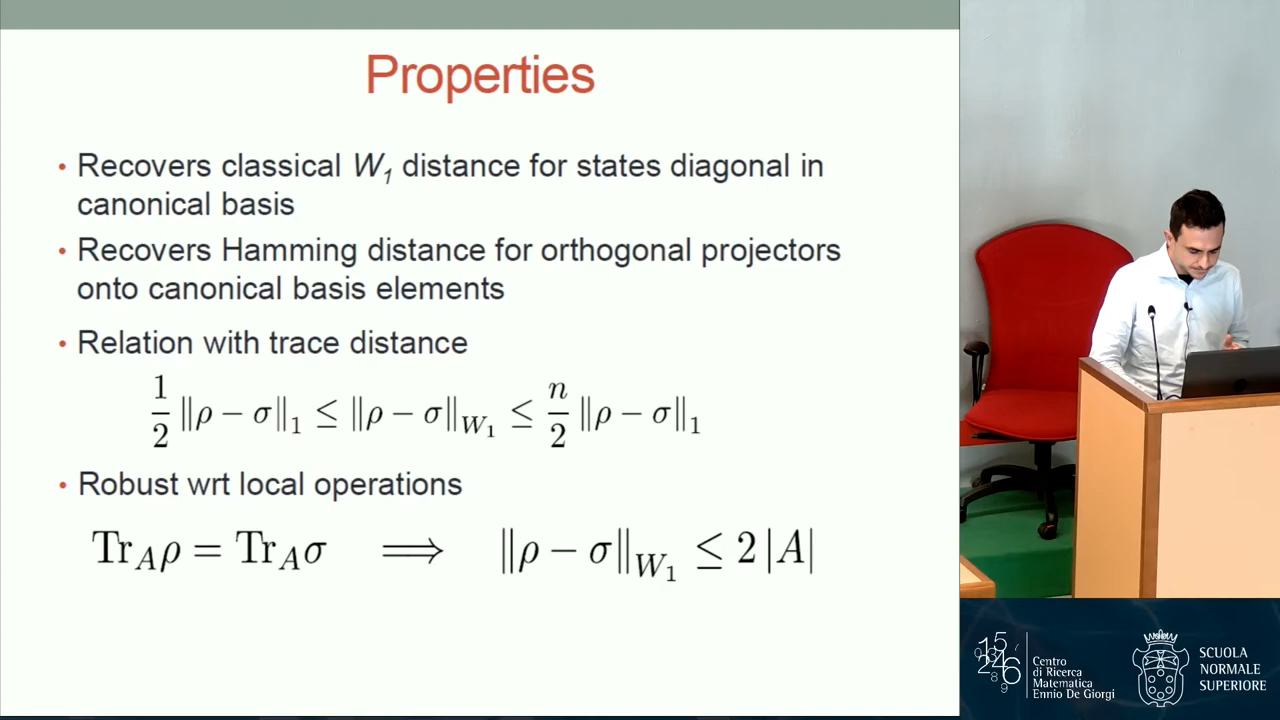 Properties
• Recovers classical W₁ distance for states diagonal in
canonical basis
• Recovers Hamming distance for orthogonal projectors
onto canonical basis elements
• Relation with trace distance
1/2 ‖ρ − σ‖₁ ≤ ‖ρ − σ‖_{W₁} ≤ n/2 ‖ρ − σ‖₁
• Robust wrt local operations
Tr_A ρ = Tr_A σ ⟹ ‖ρ − σ‖_{W₁} ≤ 2 |A|
Centro
di Ricerca
Matematica
Ennio De Giorgi
SCUOLA
NORMALE
SUPERIORE